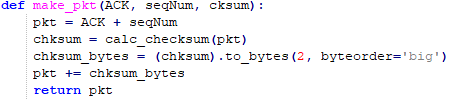 def make_pkt(ACK, seqNum, cksum):
    pkt = ACK + seqNum
    chksum = calc_checksum(pkt)
    chksum_bytes = (chksum).to_bytes(2, byteorder='big')
    pkt += chksum_bytes
    return pkt